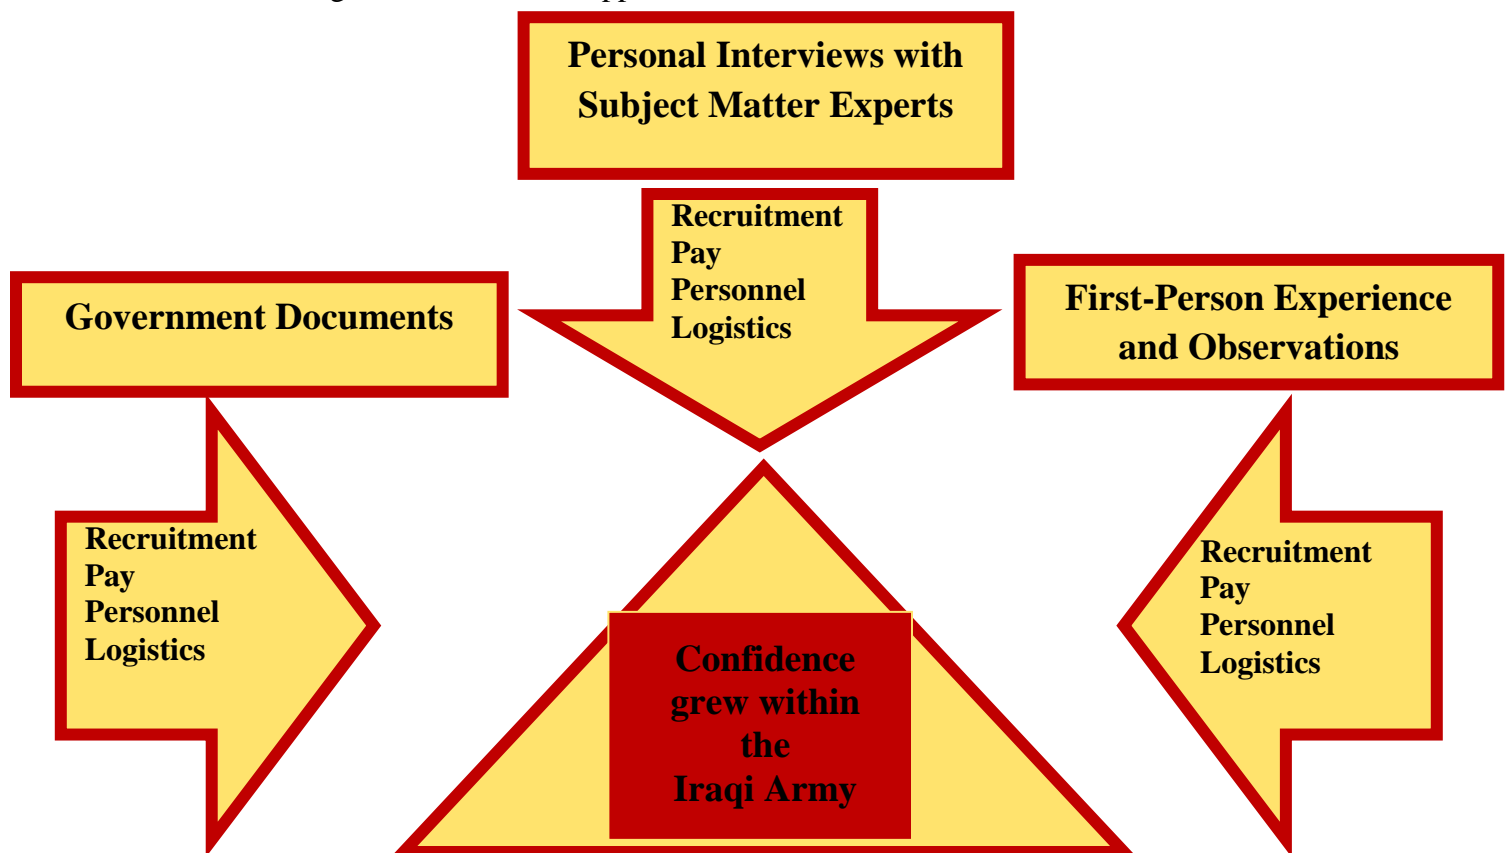 Personal Interviews with
Subject Matter Experts
Recruitment
Pay
Personnel
Logistics
Government Documents
First-Person Experience
and Observations
Recruitment
Pay
Personnel
Logistics
Confidence
grew within
the
Iraqi Army
Recruitment
Pay
Personnel
Logistics